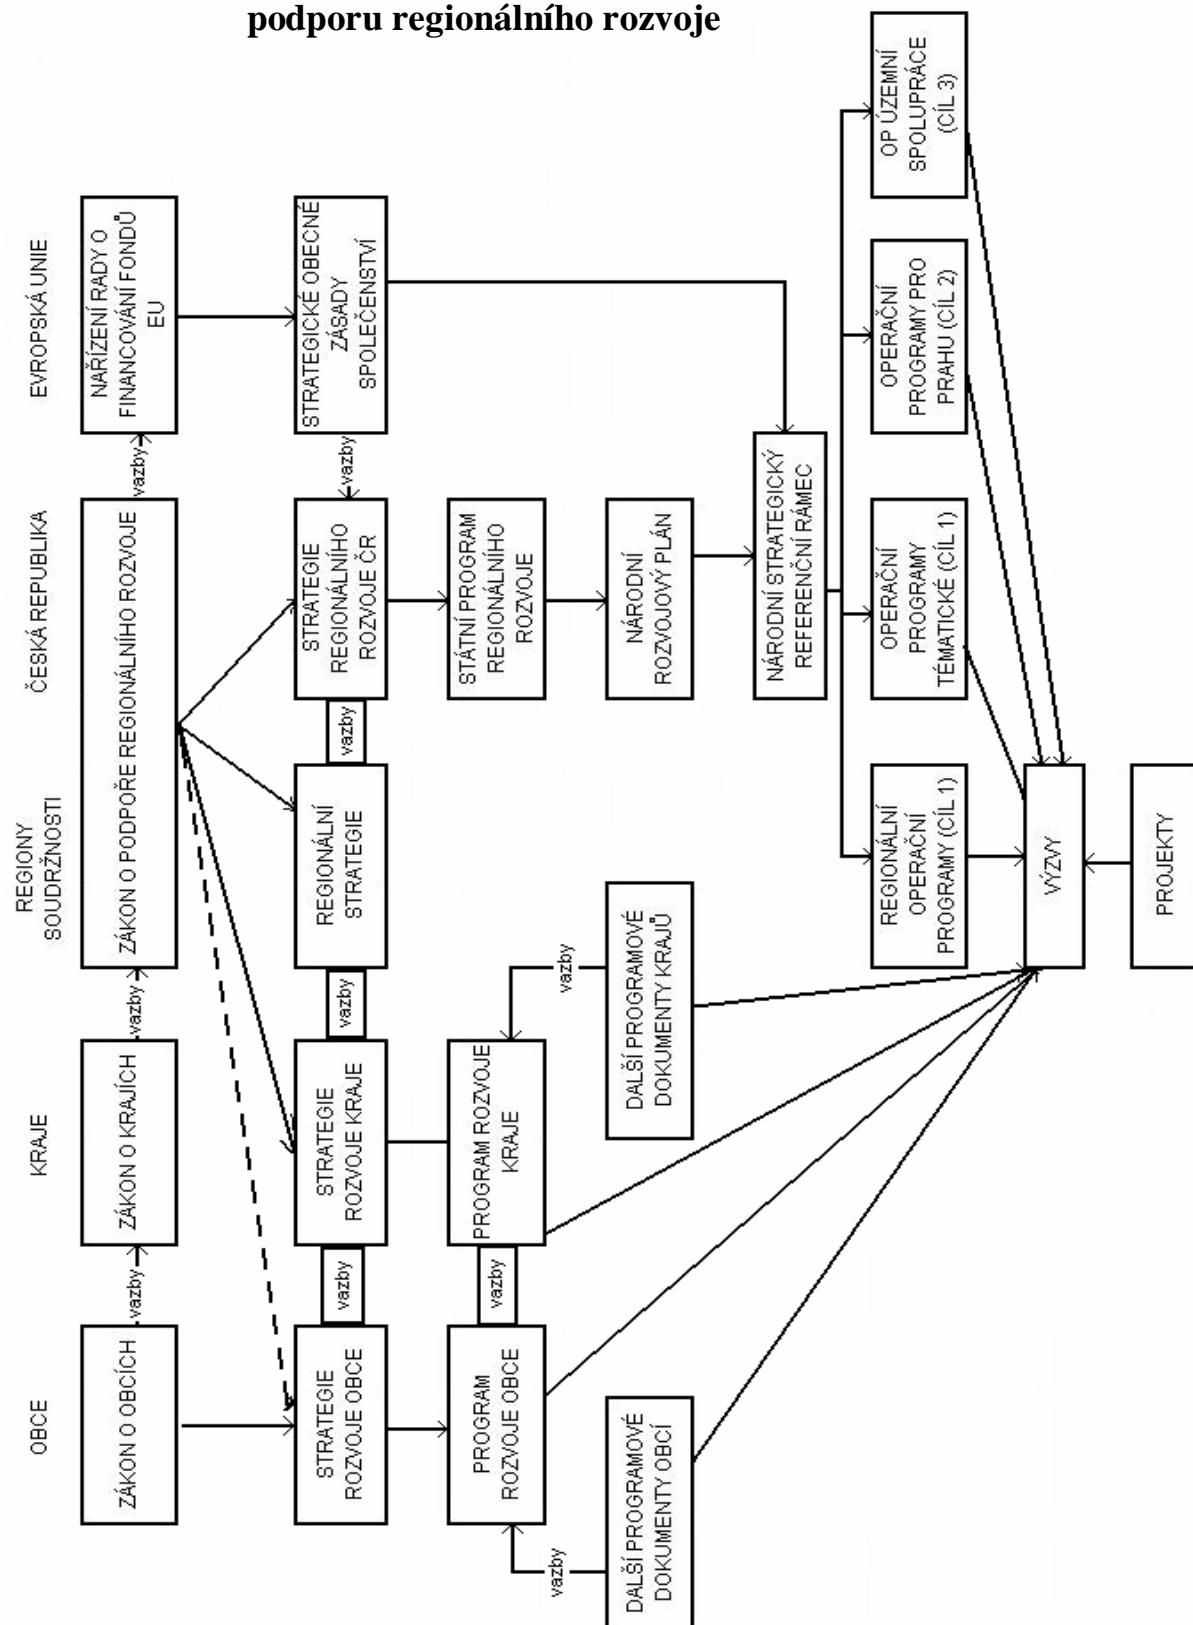 podporu regionálního rozvoje
OBCE
KRAJE
REGIONY
SOUDRŽNOSTI
ČESKÁ REPUBLIKA
EVROPSKÁ UNIE
ZÁKON O OBCÍCH
vazby
ZÁKON O KRAJÍCH
vazby
ZÁKON O PODPOŘE REGIONÁLNÍHO ROZVOJE
vazby
NAŘÍZENÍ RADY O
FINANCOVÁNÍ FONDŮ
EU
STRATEGIE
ROZVOJE OBCE
vazby
STRATEGIE
ROZVOJE KRAJE
vazby
REGIONÁLNÍ
STRATEGIE
vazby
STRATEGIE
REGIONÁLNÍHO
ROZVOJE ČR
vazby
STRATEGICKÉ OBECNÉ
ZÁSADY
SPOLEČENSTVÍ
PROGRAM
ROZVOJE OBCE
vazby
PROGRAM ROZVOJE
KRAJE
STÁTNÍ PROGRAM
REGIONÁLNÍHO
ROZVOJE
vazby
vazby
DALŠÍ PROGRAMOVÉ
DOKUMENTY OBCÍ
DALŠÍ PROGRAMOVÉ
DOKUMENTY KRAJŮ
NÁRODNÍ
ROZVOJOVÝ PLÁN
NÁRODNÍ STRATEGICKÝ
REFERENČNÍ RÁMEC
REGIONÁLNÍ
OPERAČNÍ
PROGRAMY (CÍL 1)
OPERAČNÍ
PROGRAMY
TÉMATICKÉ (CÍL 1)
OPERAČNÍ
PROGRAMY PRO
PRAHU (CÍL 2)
OP ÚZEMNÍ
SPOLUPRÁCE
(CÍL 3)
VÝZVY
PROJEKTY